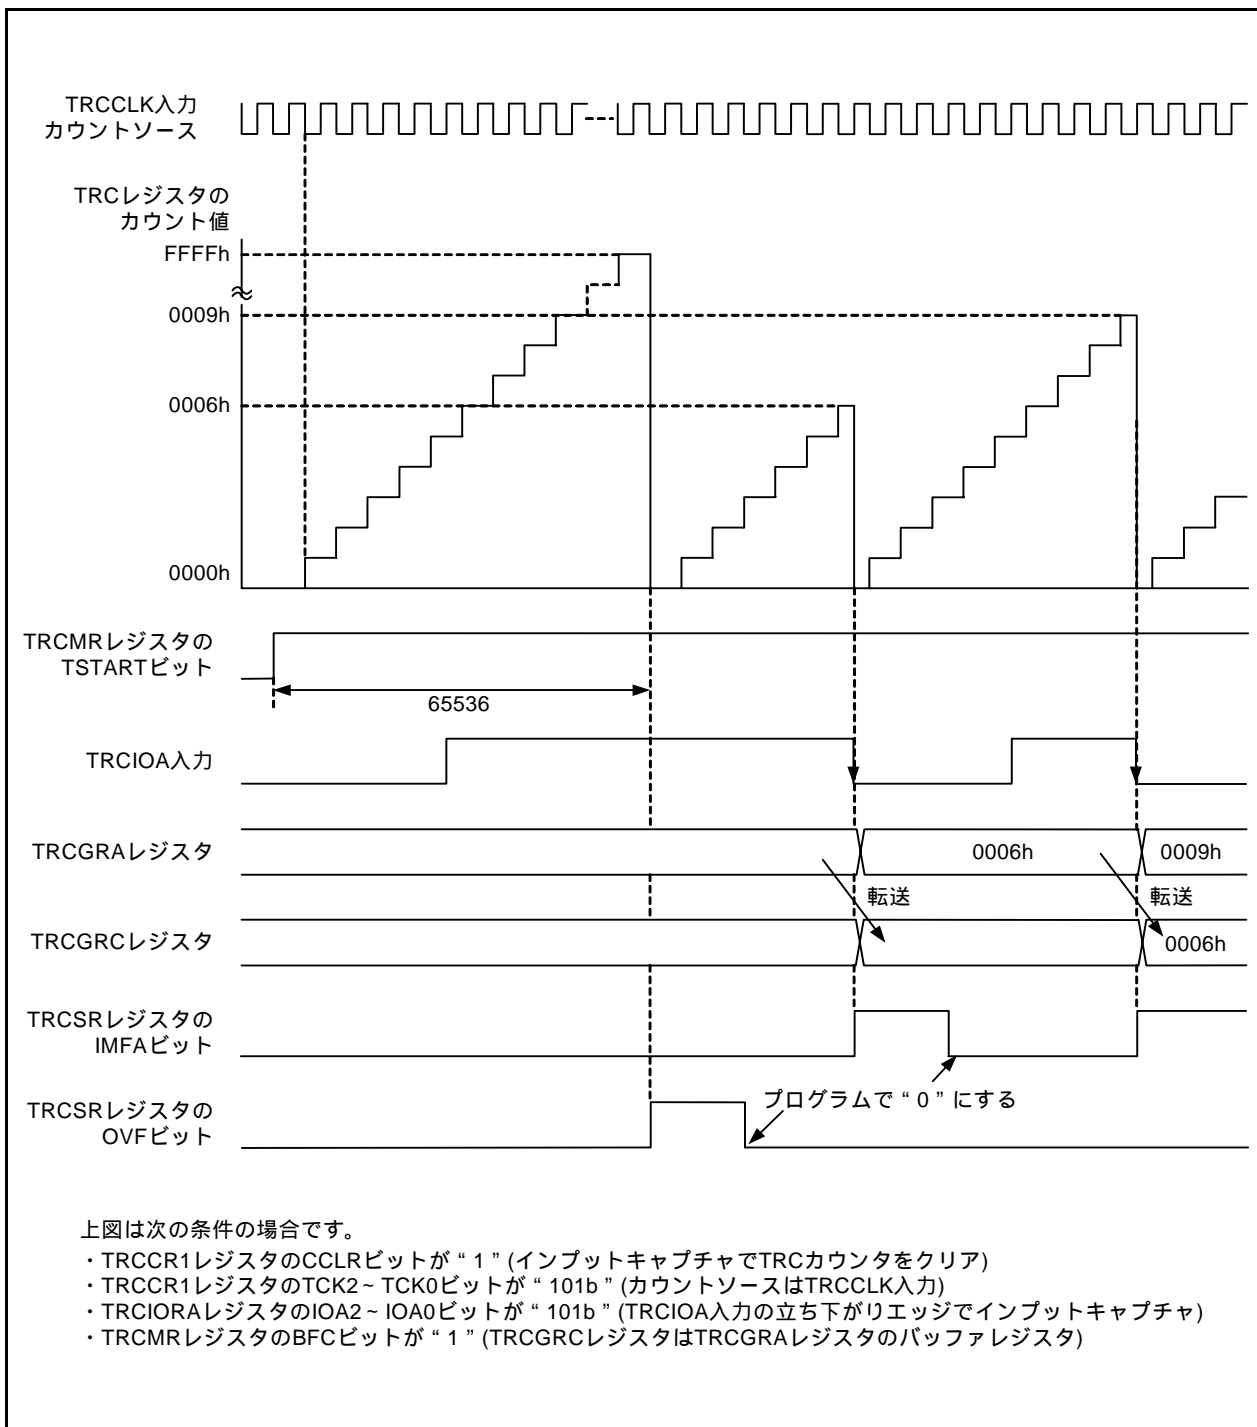 TRCCLK入力
カウントソース
TRCレジスタの
カウント値
FFFFh
0009h
0006h
0000h
TRCMRレジスタの
TSTARTビット
65536
TRCIOA入力
TRCGRAレジスタ
0006h
0009h
転送
転送
TRCGRCレジスタ
0006h
TRCSRレジスタの
IMFAビット
プログラムで“0”にする
TRCSRレジスタの
OVFビット
上図は次の条件の場合です。
・TRCCR1レジスタのCCLRビットが“1”(インプットキャプチャでTRCカウンタをクリア)
・TRCCR1レジスタのTCK2~TCK0ビットが“101b”(カウントソースはTRCCLK入力)
・TRCIORAレジスタのIOA2~IOA0ビットが“101b”(TRCIOA入力の立ち下がりエッジでインプットキャプチャ)
・TRCMRレジスタのBFCビットが“1”(TRCGRCレジスタはTRCGRAレジスタのバッファレジスタ)